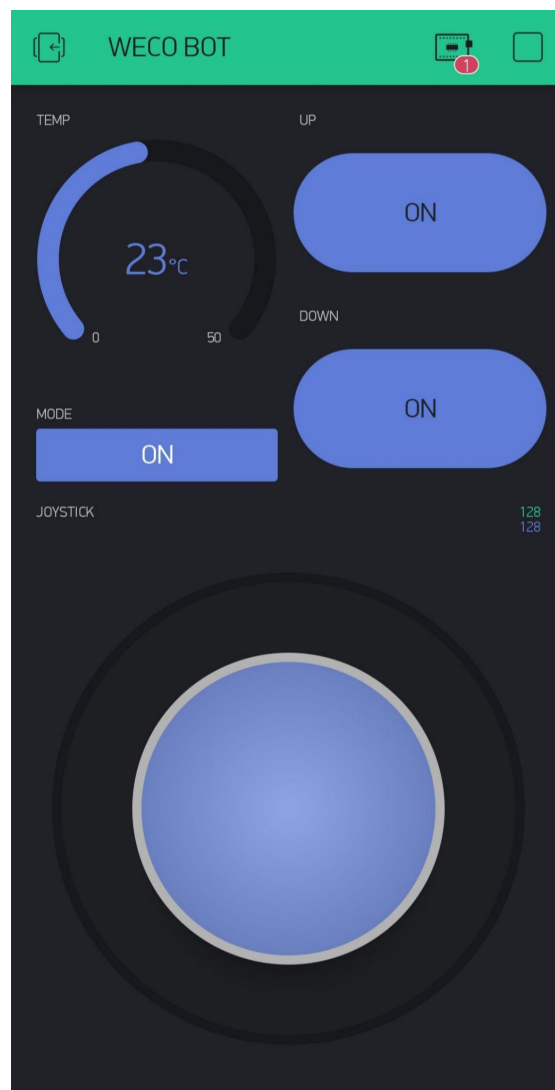 WECO BOT
1
TEMP
23°C
0
50
UP
ON
DOWN
ON
MODE
ON
JOYSTICK
128
128